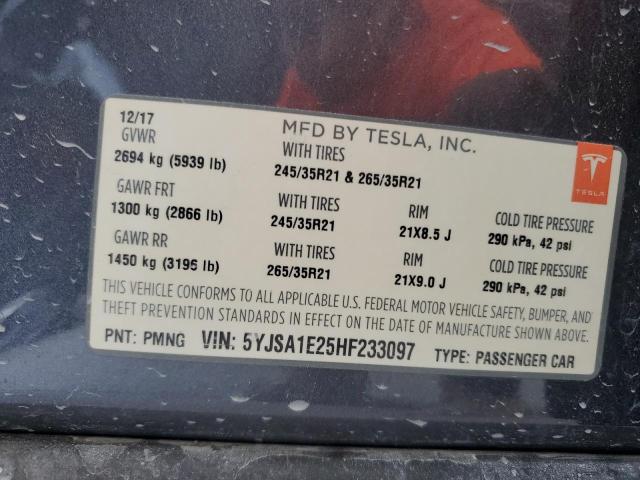 12/17
MFD BY TESLA, INC.
GVWR
2694 kg (5939 lb)
WITH TIRES
245/35R21 & 265/35R21
TESLA
GAWR FRT
1300 kg (2866 lb)
WITH TIRES
245/35R21
RIM
21X8.5 J
COLD TIRE PRESSURE
290 kPa, 42 psi
GAWR RR
1450 kg (3195 lb)
WITH TIRES
265/35R21
RIM
21X9.0 J
COLD TIRE PRESSURE
290 kPa, 42 psi
THIS VEHICLE CONFORMS TO ALL APPLICABLE U.S. FEDERAL MOTOR VEHICLE SAFETY, BUMPER, AND
THEFT PREVENTION STANDARDS IN EFFECT ON THE DATE OF MANUFACTURE SHOWN ABOVE.
PNT: PMNG VIN: 5YJSA1E25HF233097 TYPE: PASSENGER CAR